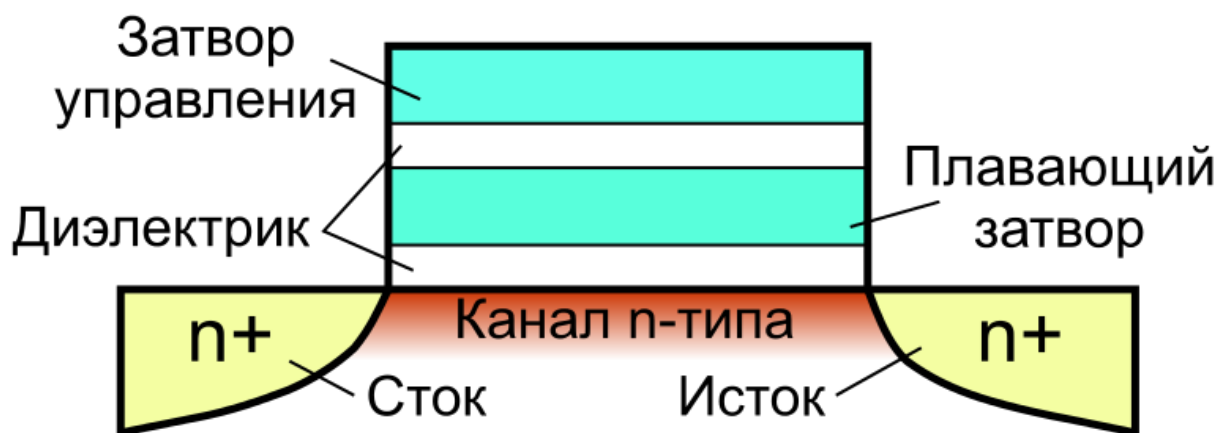 Затвор
управления
Плавающий
затвор
Диэлектрик
n+
Канал n-типа
n+
Сток
Исток